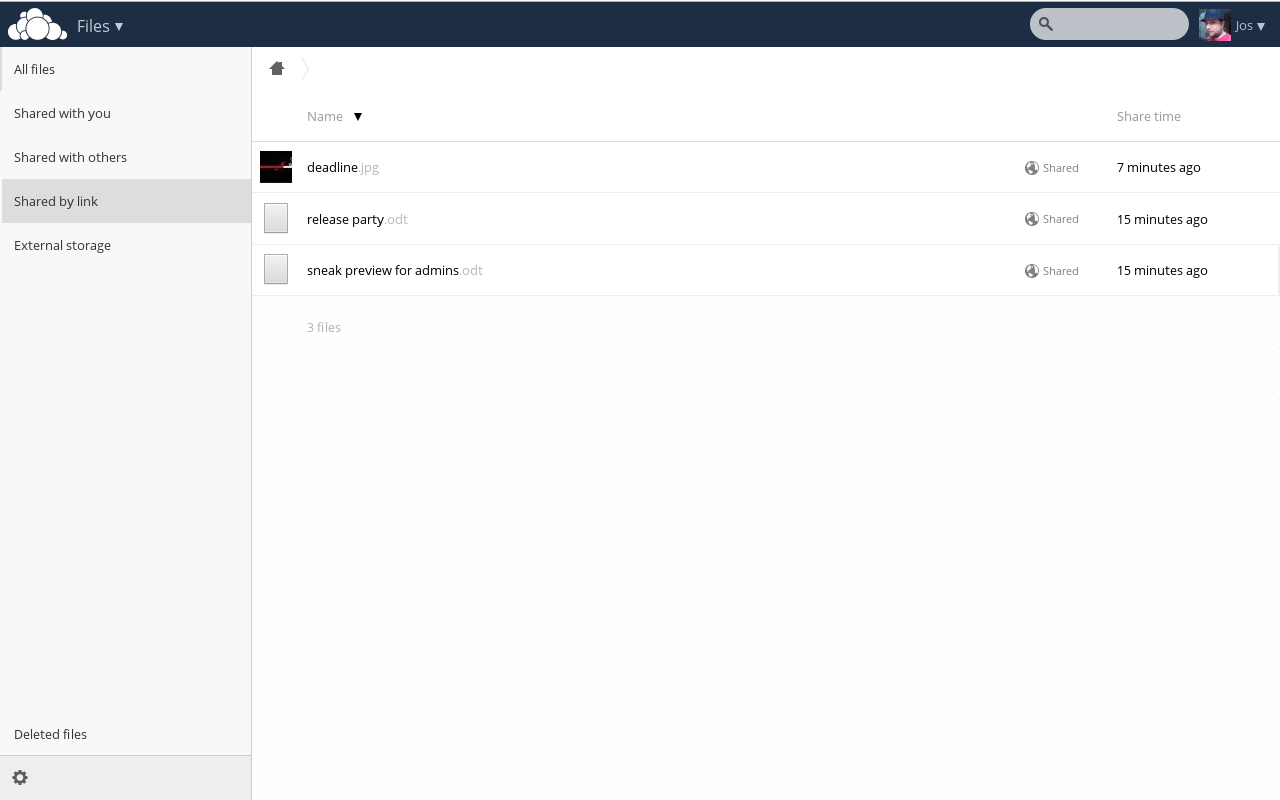 Files ▼
Jos ▼
All files
Shared with you
Shared with others
Shared by link
External storage
Deleted files
Name ▼ Share time
deadline.jpg Shared 7 minutes ago
release party.odt Shared 15 minutes ago
sneak preview for admins.odt Shared 15 minutes ago
3 files